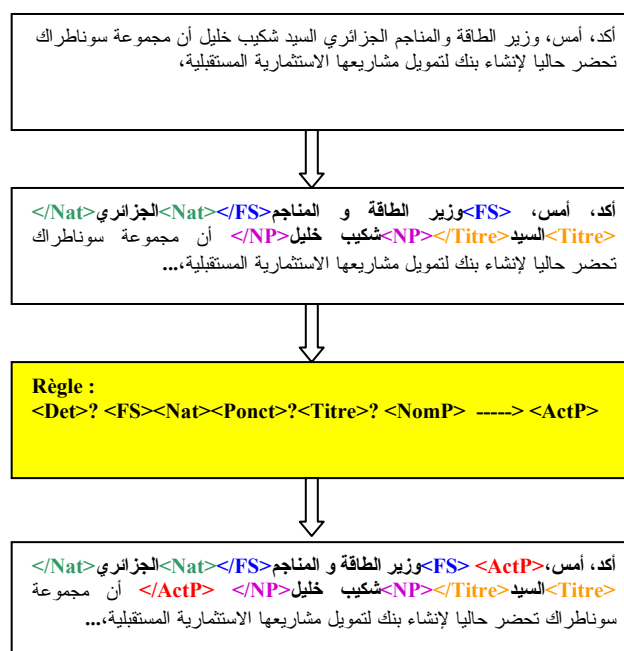 أكد، أمس، وزير الطاقة والمناجم الجزائري السيد شكيب خليل أن مجموعة سوناطراك
تحضر حاليا لإنشاء بنك لتمويل مشاريعها الاستثمارية المستقبلية،
أكد، أمس، <FS>وزير الطاقة و المناجم</FS><Nat>الجزائري</Nat>
<Titre>السيد</Titre><NP>شكيب خليل</NP> أن مجموعة سوناطراك
تحضر حاليا لإنشاء بنك لتمويل مشاريعها الاستثمارية المستقبلية،...
Règle :
<Det>? <FS><Nat><Ponct>?<Titre>? <NomP> -----> <ActP>
أكد، أمس،<ActP> <FS>وزير الطاقة و المناجم</FS><Nat>الجزائري</Nat>
<Titre>السيد</Titre><NP>شكيب خليل</NP> </ActP> أن مجموعة
سوناطراك تحضر حاليا لإنشاء بنك لتمويل مشاريعها الاستثمارية المستقبلية،...